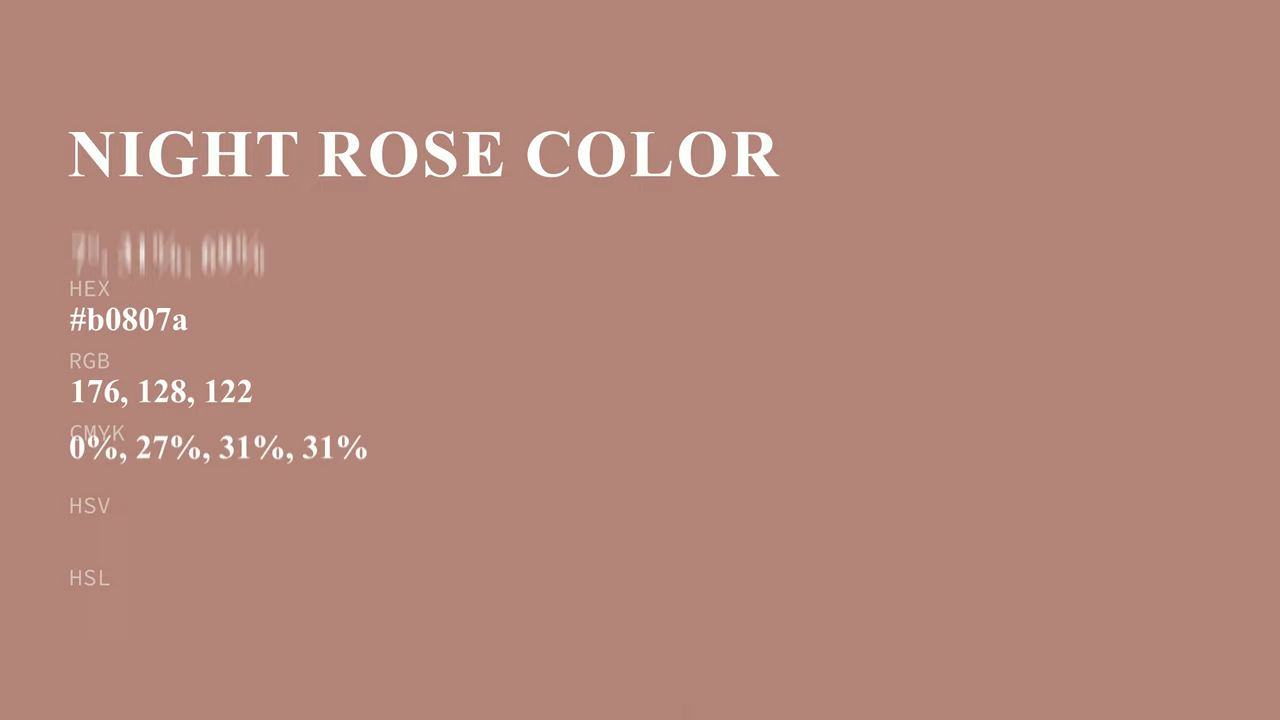 NIGHT ROSE COLOR
HEX
#b0807a
RGB
176, 128, 122
CMYK
0%, 27%, 31%, 31%
HSV
HSL